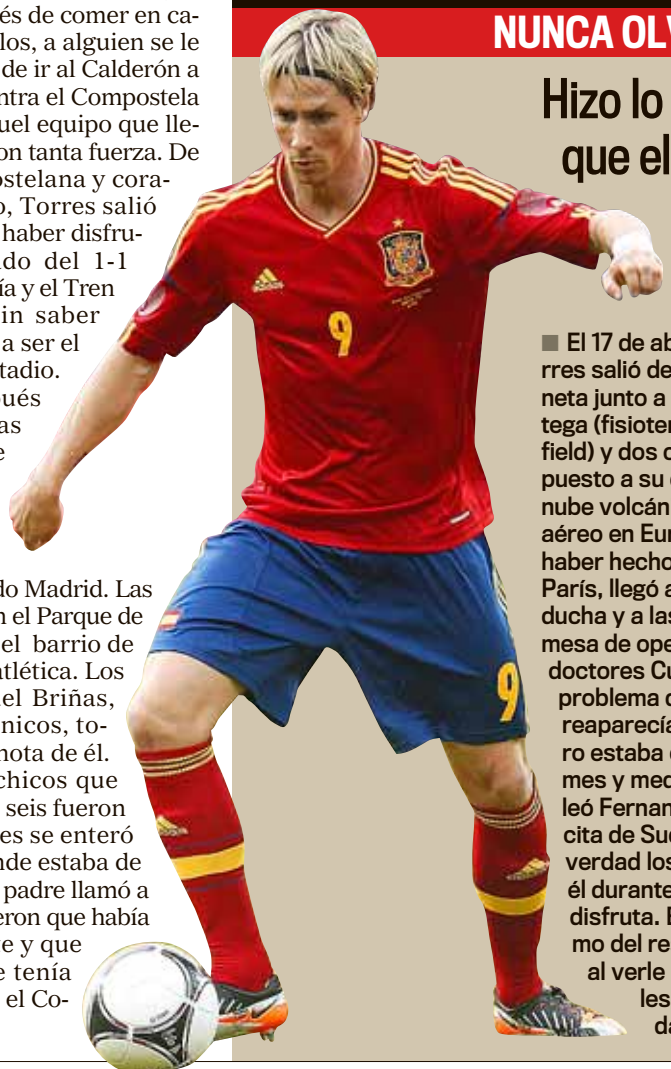 és de comer en ca-
los, a alguien se le
de ir al Calderón a
ntra el Compostela
uel equipo que lle-
on tanta fuerza. De
ostelana y cora-
o, Torres salió
haber disfru-
do del 1-1
ía y el Tren
in saber
a ser el
tadio.
pués
as
e
do Madrid. Las
n el Parque de
el barrio de
atlética. Los
el Briñas,
nicos, to-
nota de él.
chicos que
seis fueron
es se enteró
nde estaba de
padre llamó a
eron que había
e y que
e tenía
el Co-
NUNCA OLV
Hizo lo
que el
■ El 17 de ab
rres salió de
neta junto a
tega (fisioter
field) y dos c
puesto a su
nube volcán
aéreo en Eur
haber hecho
París, llegó a
ducha y a las
mesa de ope
doctores Cu
problema d
reaparecía
ro estaba
mes y med
leó Fernan
cita de Sud
verdad los
él durante
disfruta. E
mo del re
al verle
les
da
adidas
9
9
adidas